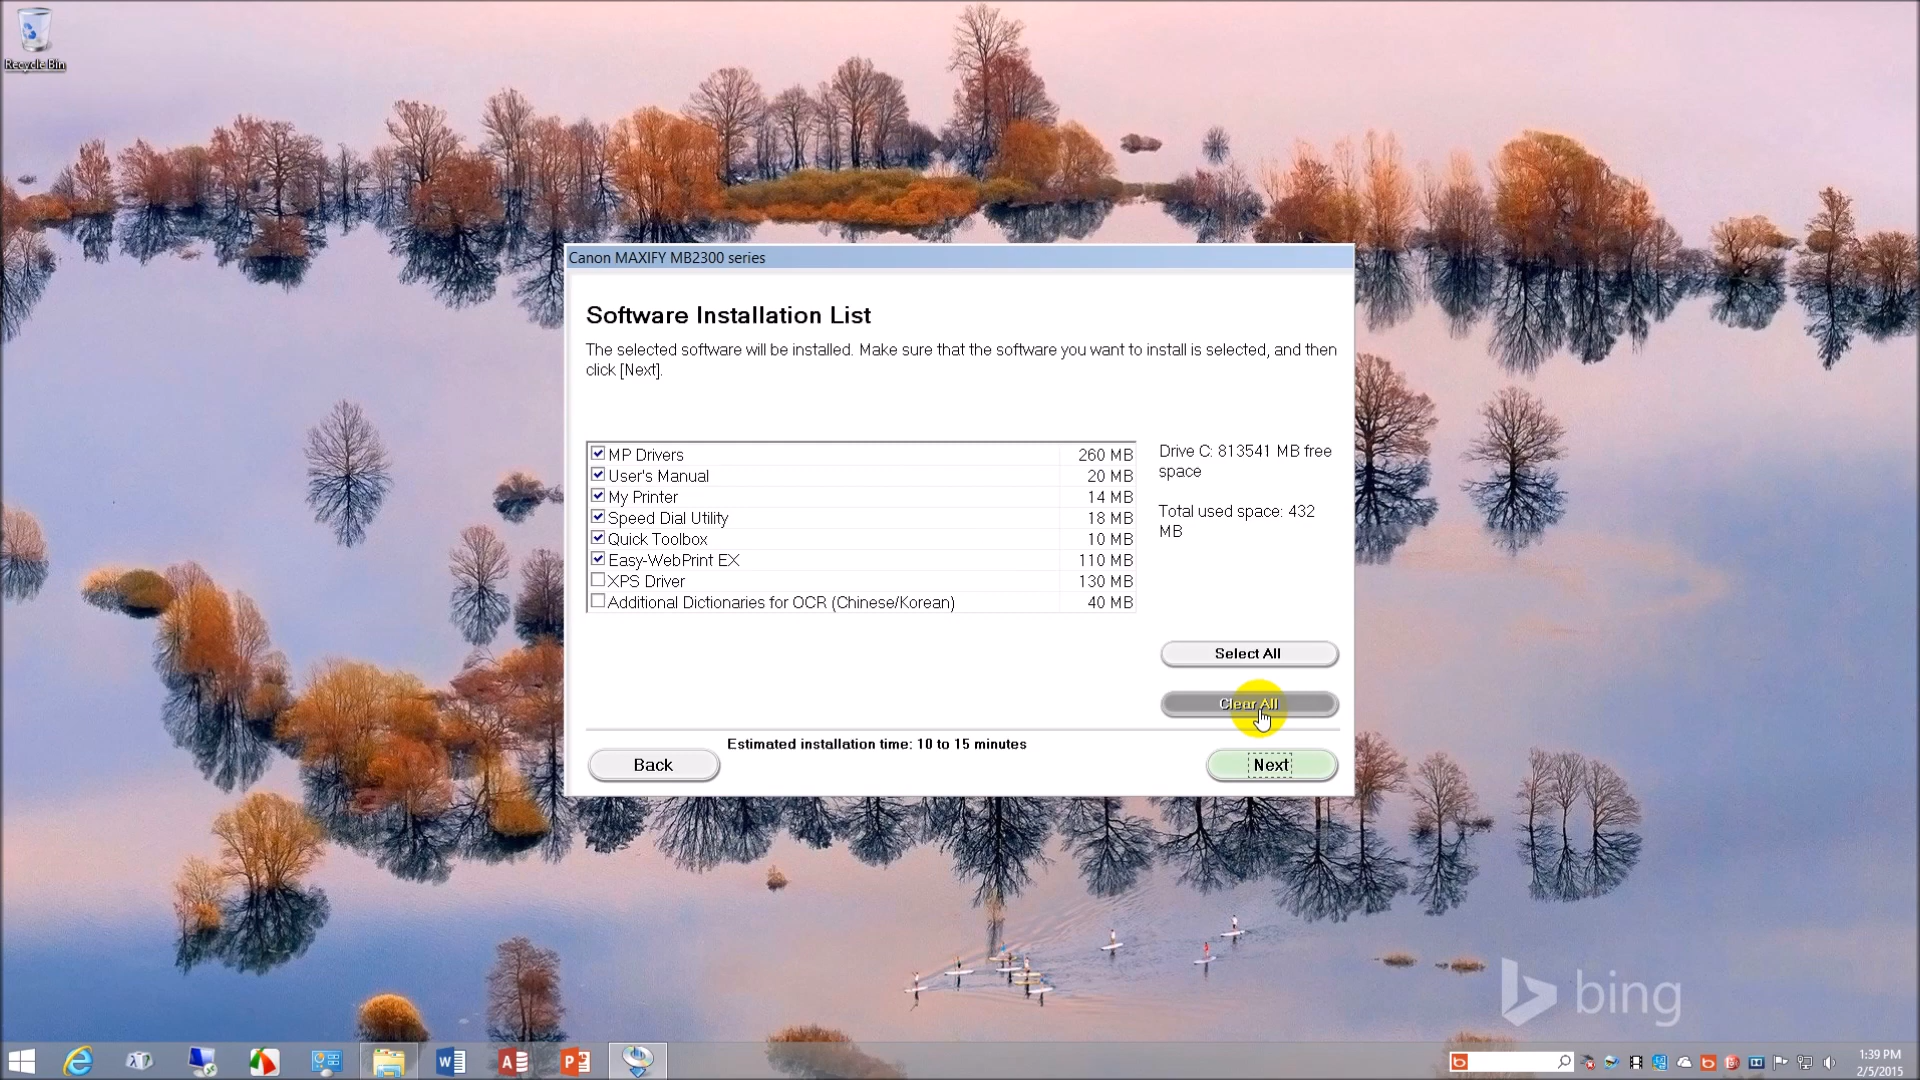 Recycle Bin
Canon MAXIFY MB2300 series
Software Installation List
The selected software will be installed. Make sure that the software you want to install is selected, and then
click [Next].
MP Drivers 260 MB
User's Manual 20 MB
My Printer 14 MB
Speed Dial Utility 18 MB
Quick Toolbox 10 MB
Easy-WebPrint EX 110 MB
XPS Driver 130 MB
Additional Dictionaries for OCR (Chinese/Korean) 40 MB
Drive C: 813541 MB free
space
Total used space: 432
MB
Select All
Clear All
Estimated installation time: 10 to 15 minutes
Back
Next
bing
1:39 PM
2/5/2015